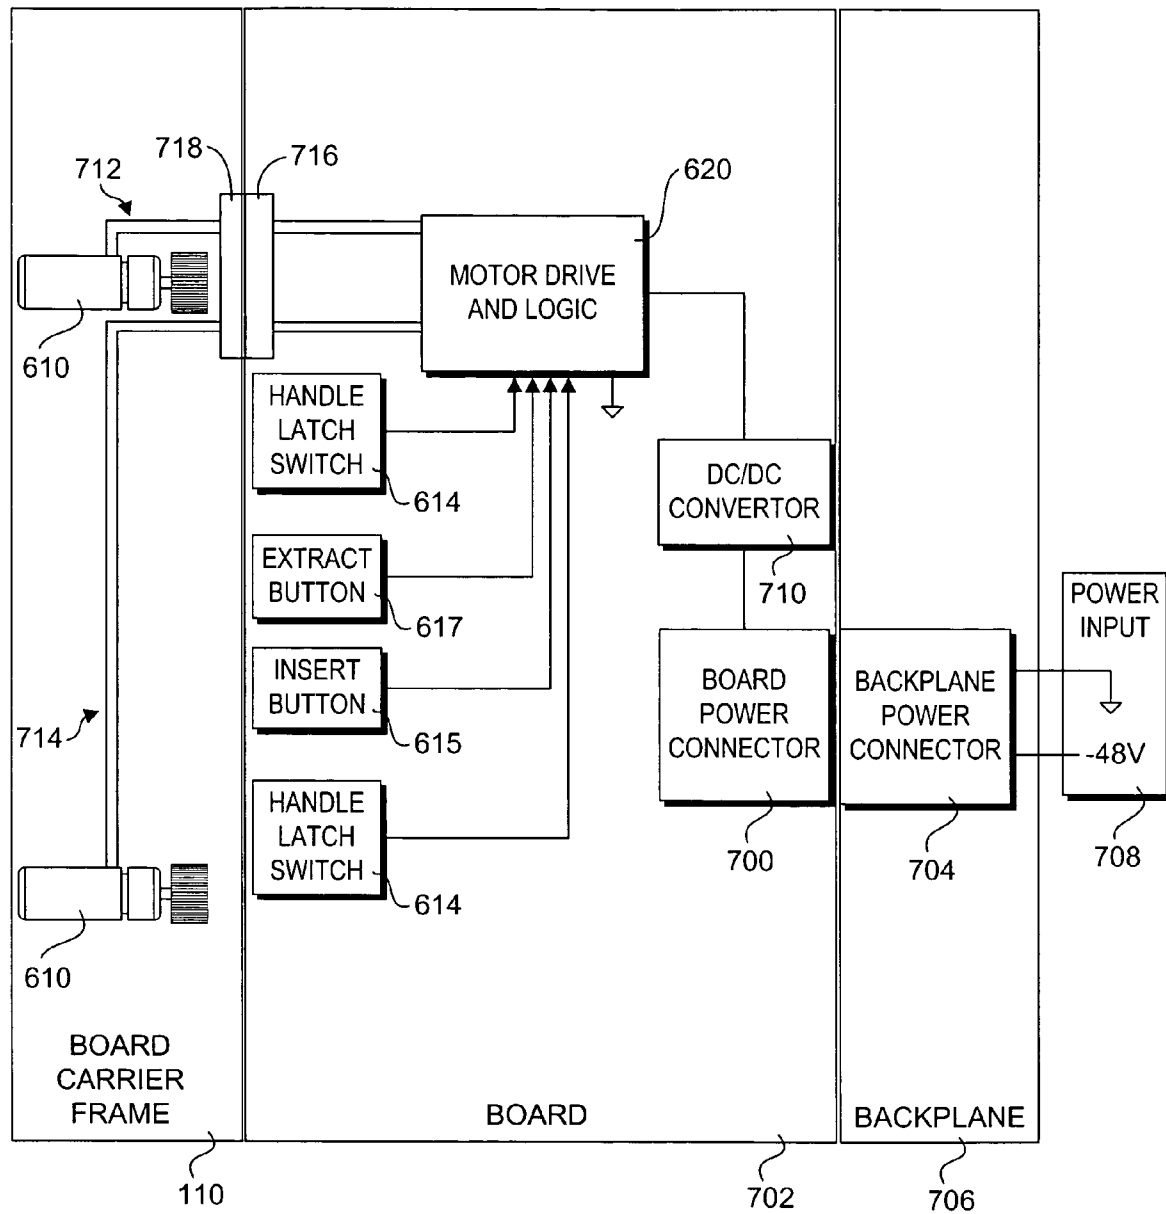 718
716
712
620
MOTOR DRIVE
AND LOGIC
610
HANDLE
LATCH
SWITCH
614
DC/DC
CONVERTOR
710
EXTRACT
BUTTON
617
POWER
INPUT
INSERT
BUTTON
615
714
BOARD
POWER
CONNECTOR
700
BACKPLANE
POWER
CONNECTOR
704
-48V
708
HANDLE
LATCH
SWITCH
614
610
BOARD
CARRIER
FRAME
110
BOARD
702
BACKPLANE
706